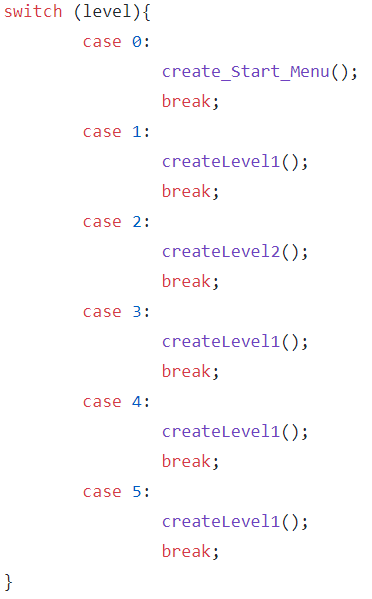 switch (level){
case 0:
create_Start_Menu();
break;
case 1:
createLevel1();
break;
case 2:
createLevel2();
break;
case 3:
createLevel1();
break;
case 4:
createLevel1();
break;
case 5:
createLevel1();
break;
}